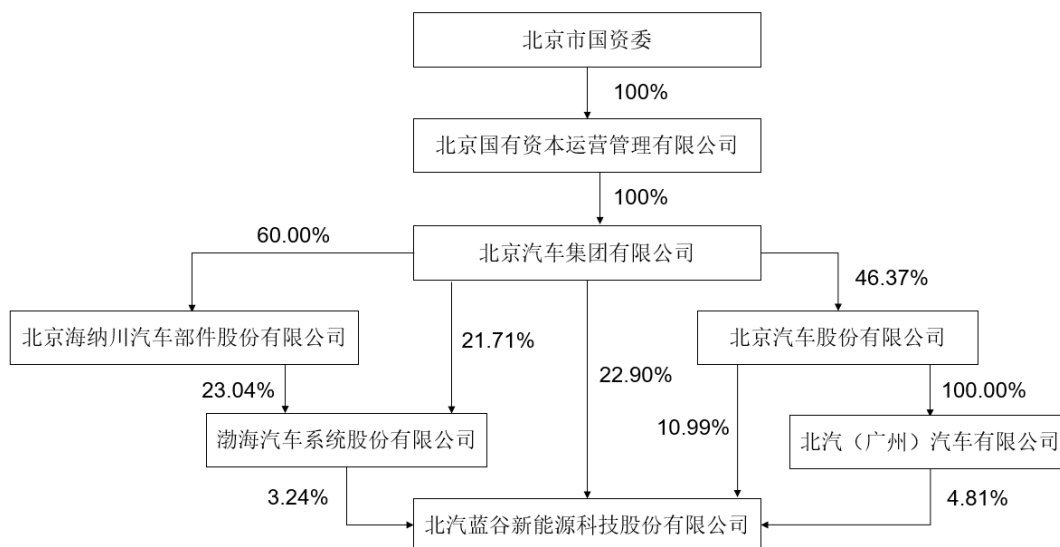 北京市国资委
100%
北京国有资本运营管理有限公司
100%
60.00%
北京汽车集团有限公司
46.37%
北京海纳川汽车部件股份有限公司
21.71%
北京汽车股份有限公司
23.04%
22.90%
100.00%
10.99%
渤海汽车系统股份有限公司
北汽（广州）汽车有限公司
3.24%
4.81%
北汽蓝谷新能源科技股份有限公司